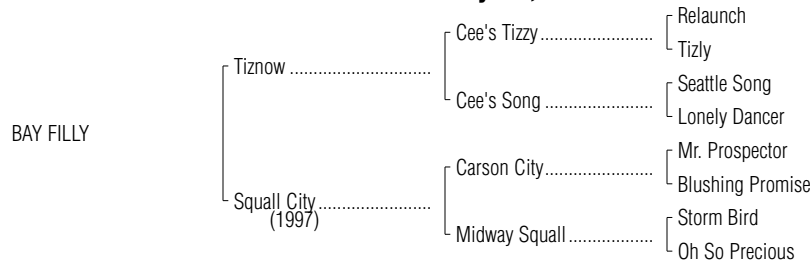 Relaunch
Cee's Tizzy
Tizly
Tiznow
Seattle Song
Cee's Song
Lonely Dancer
BAY FILLY
Mr. Prospector
Carson City
Blushing Promise
Squall City
(1997)
Storm Bird
Midway Squall
Oh So Precious